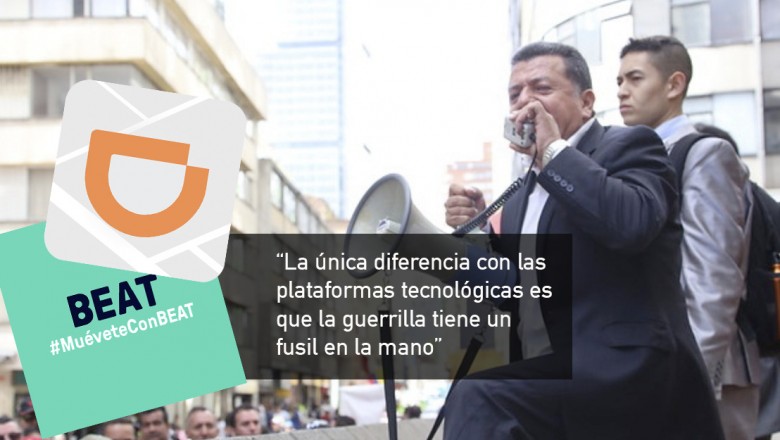 BEAT
#MuéveteConBEAT
“La única diferencia con las
plataformas tecnológicas es
que la guerrilla tiene un
fusil en la mano”